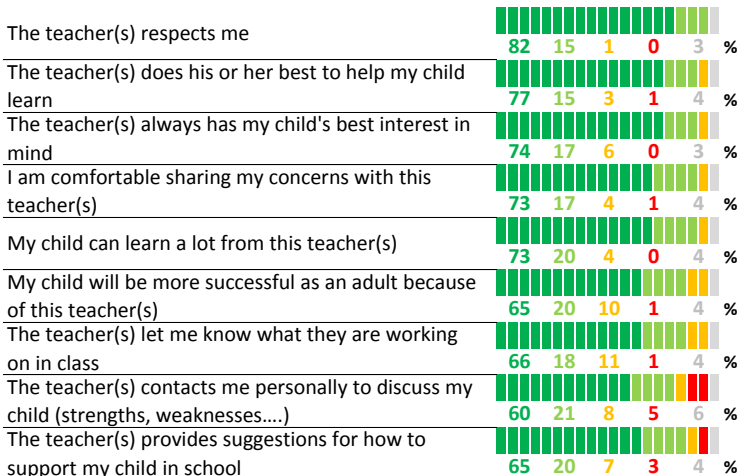 The teacher(s) respects me
82 15 1 0 3 %
The teacher(s) does his or her best to help my child
learn
77 15 3 1 4 %
The teacher(s) always has my child's best interest in
mind
74 17 6 0 3 %
I am comfortable sharing my concerns with this
teacher(s)
73 17 4 1 4 %
My child can learn a lot from this teacher(s)
73 20 4 0 4 %
My child will be more successful as an adult because
of this teacher(s)
65 20 10 1 4 %
The teacher(s) let me know what they are working
on in class
66 18 11 1 4 %
The teacher(s) contacts me personally to discuss my
child (strengths, weaknesses....)
60 21 8 5 6 %
The teacher(s) provides suggestions for how to
support my child in school
65 20 7 3 4 %